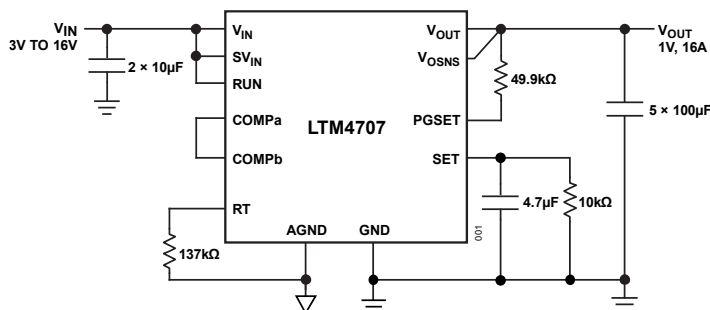 VIN
3V TO 16V
2 × 10µF
VIN
SVIN
RUN
COMPa
COMPb
RT
137kΩ
LTM4707
AGND
GND
VOUT
VOSNS
PGSET
SET
49.9kΩ
4.7µF
10kΩ
001
5 × 100µF
VOUT
1V, 16A